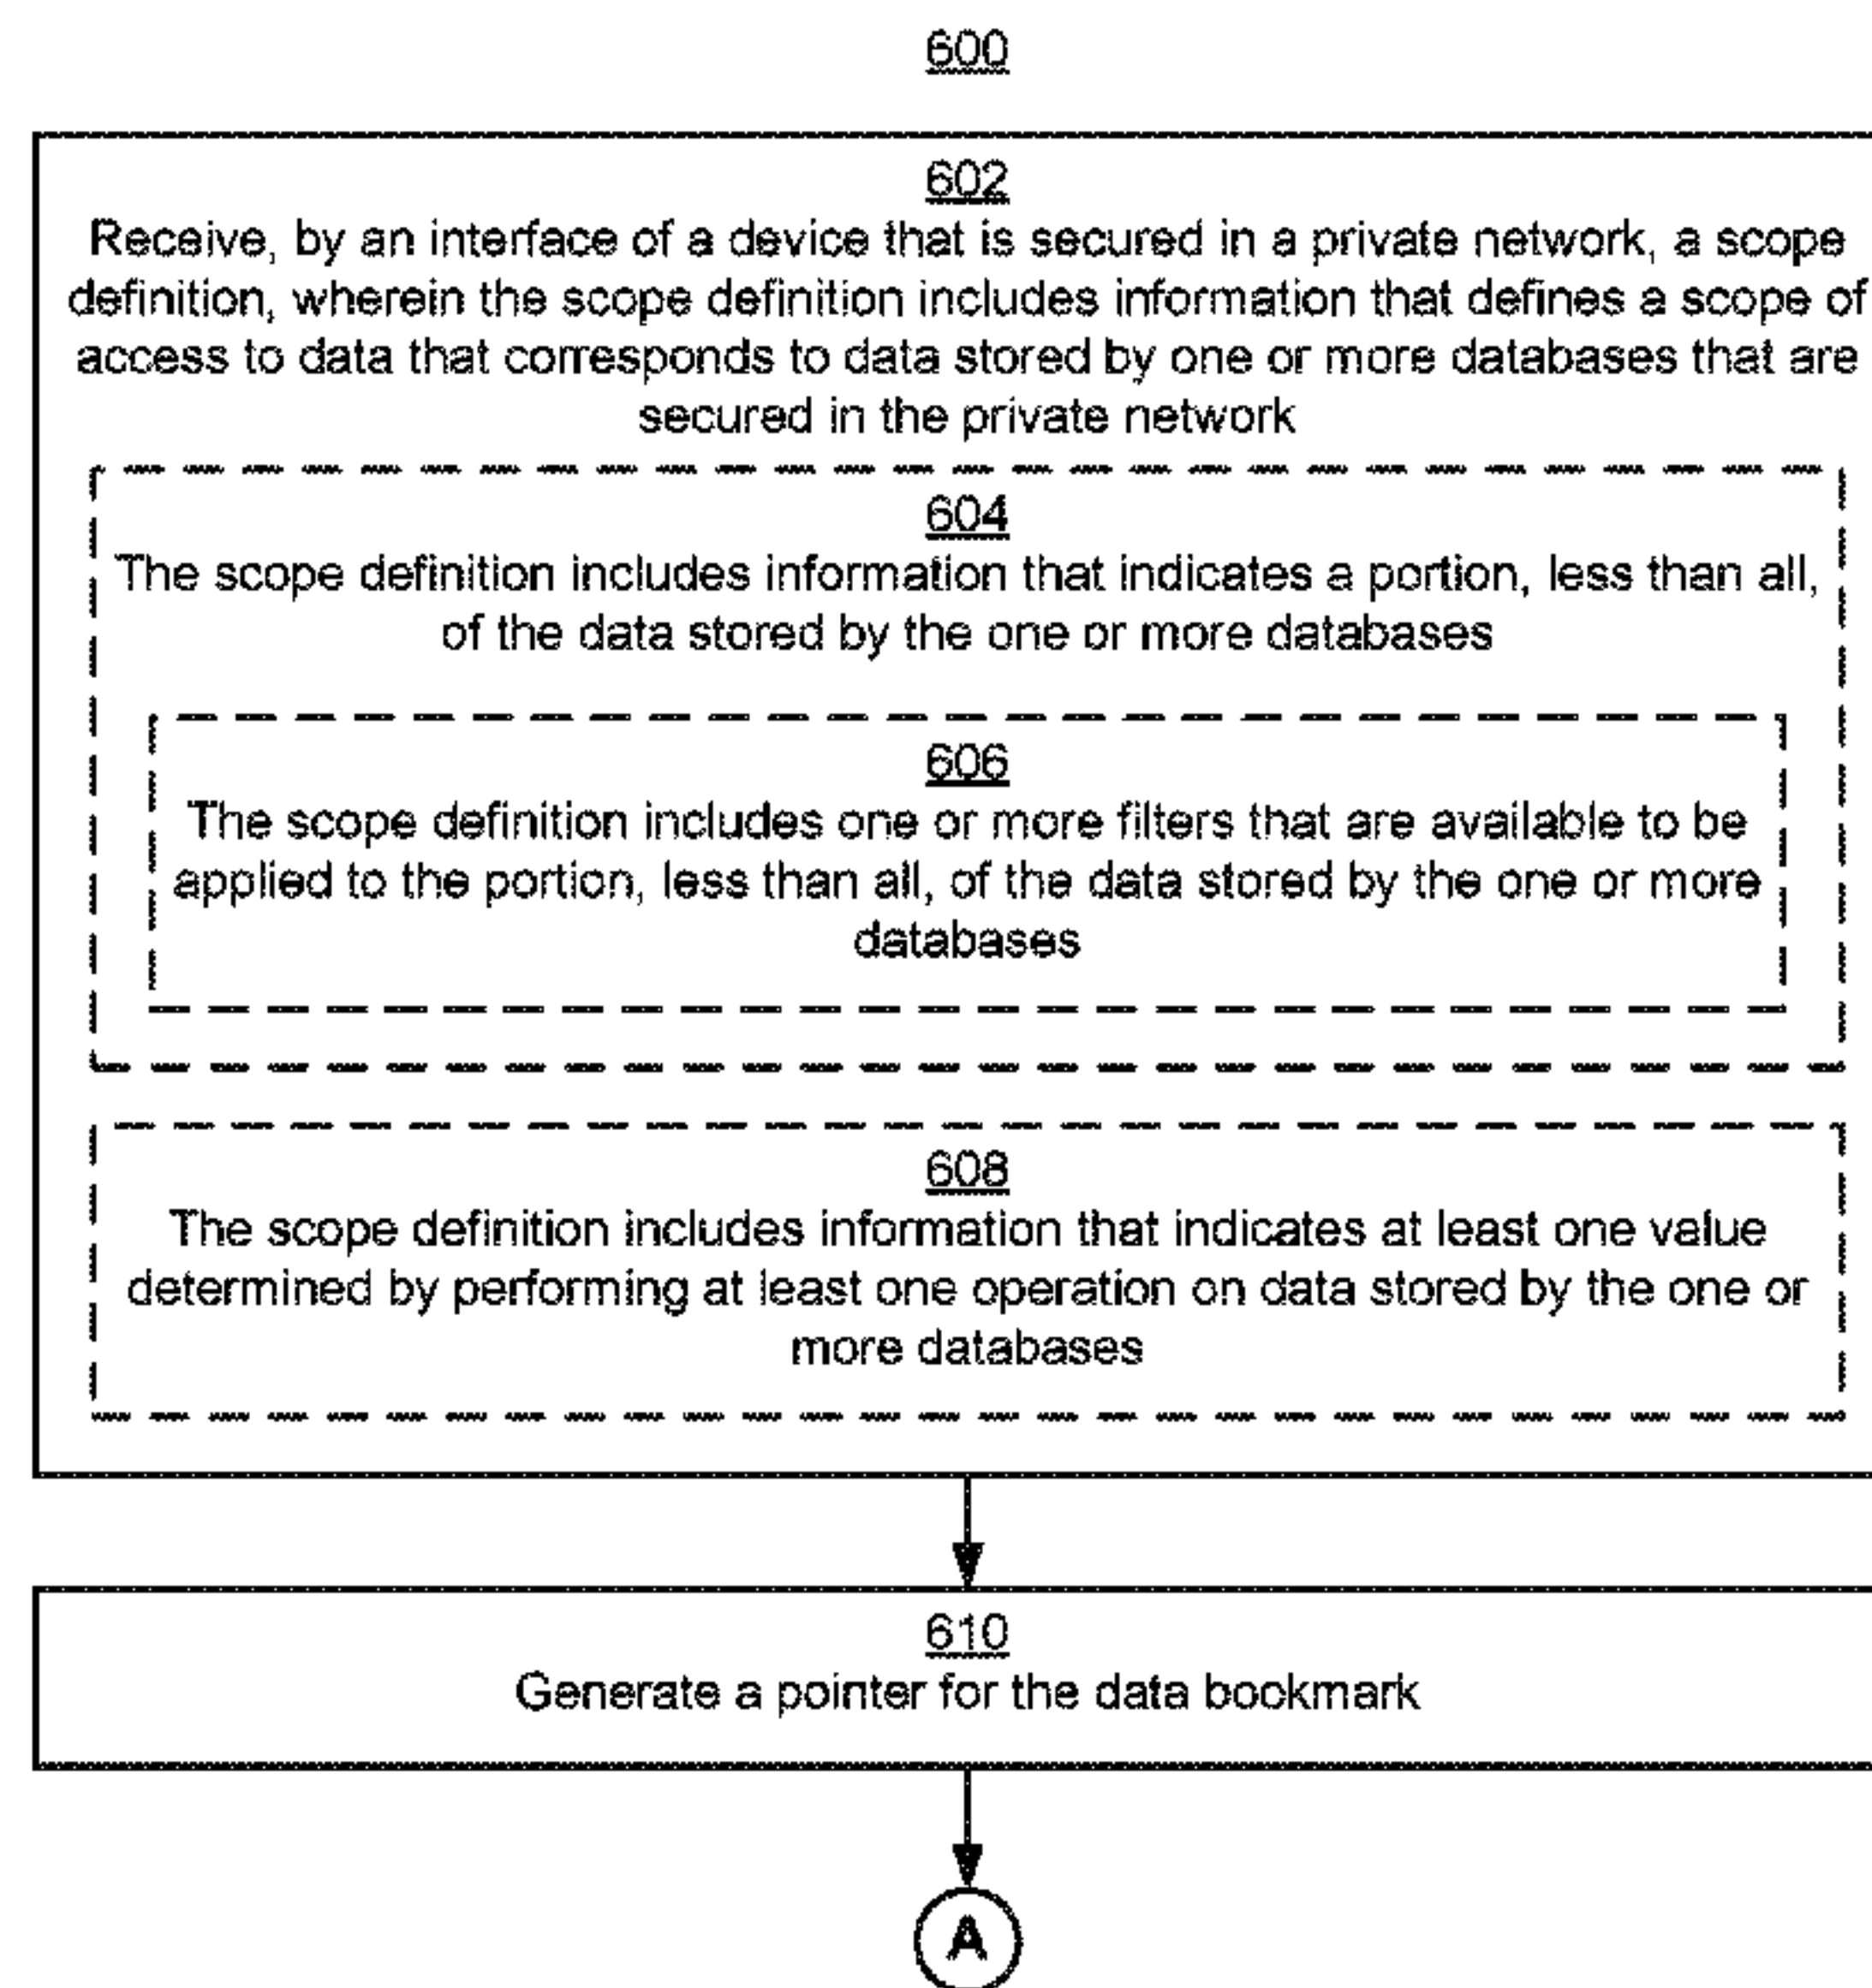 600
602
Receive, by an interface of a device that is secured in a private network, a scope
definition, wherein the scope definition includes information that defines a scope of
access to data that corresponds to data stored by one or more databases that are
secured in the private network
604
The scope definition includes information that indicates a portion, less than all,
of the data stored by the one or more databases
606
The scope definition includes one or more filters that are available to be
applied to the portion, less than all, of the data stored by the one or more
databases
608
The scope definition includes information that indicates at least one value
determined by performing at least one operation on data stored by the one or
more databases
610
Generate a pointer for the data bookmark
A